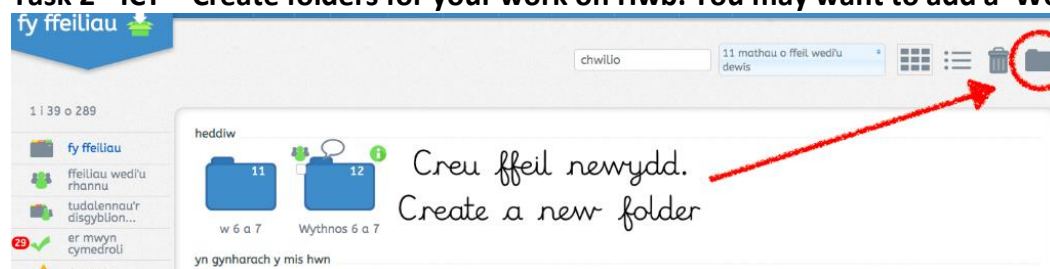 Task 2 - ICT - Create folders for your work on Hwb. You may want to add a 'We
fy ffeiliau
chwilio
11 mathau o ffeil wedi'u
dewis
1 i 39 o 289
fy ffeiliau
ffeiliau wedi'u
rhannu
tudalennau'r
disgyblion...
29
er mwyn
cymedroli
heddiw
11
12
w 6 a 7
Wythnos 6 a 7
Creu ffeil newydd.
Create a new folder
yn gynharach y mis hwn